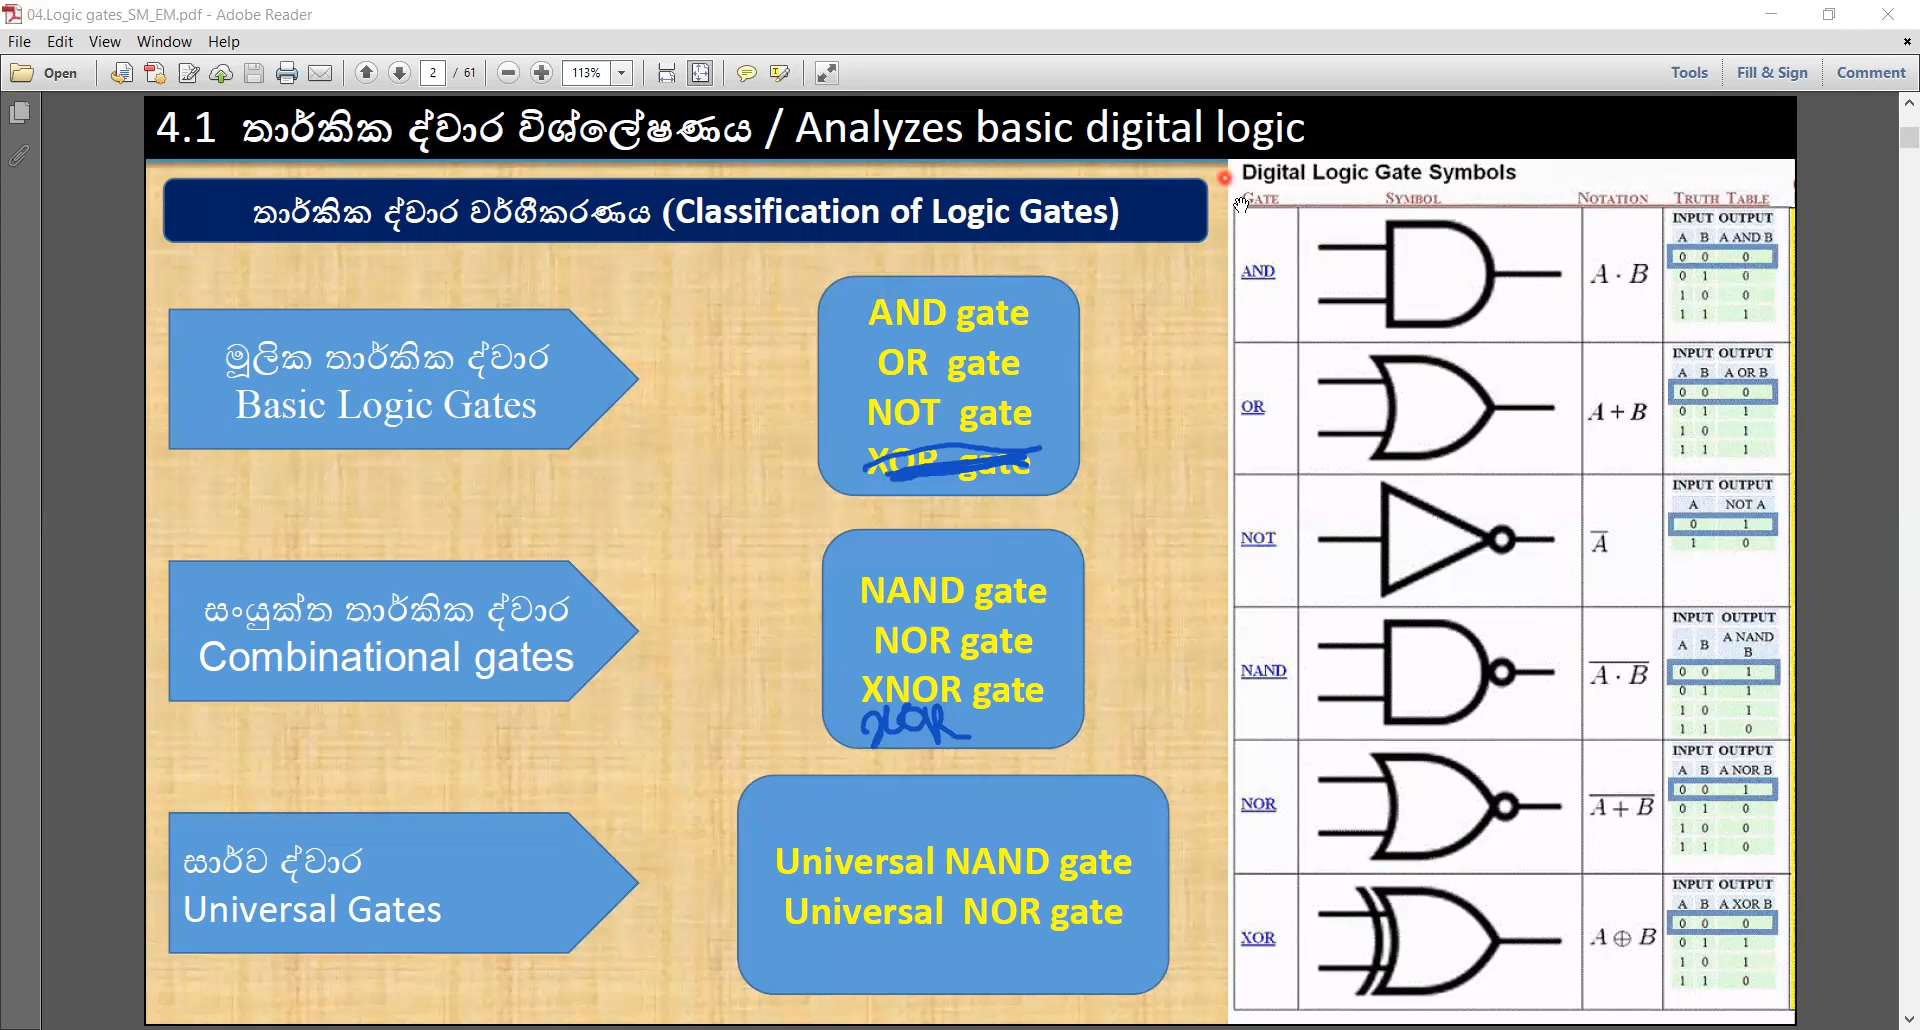 04.Logic gates_SM_EM.pdf - Adobe Reader
File Edit View Window Help
Open 2 / 61 113% Tools Fill & Sign Comment
4.1 තාර්කික ද්වාර විශ්ලේෂණය / Analyzes basic digital logic
තාර්කික ද්වාර වර්ගීකරණය (Classification of Logic Gates)
මූලික තාර්කික ද්වාර
Basic Logic Gates
AND gate
OR gate
NOT gate
XOR gate
සංයුක්ත තාර්කික ද්වාර
Combinational gates
NAND gate
NOR gate
XNOR gate
XOR
සාර්ව ද්වාර
Universal Gates
Universal NAND gate
Universal NOR gate
Digital Logic Gate Symbols
GATE SYMBOL NOTATION TRUTH TABLE
AND A · B
INPUT OUTPUT
A B A AND B
0 0 0
0 1 0
1 0 0
1 1 1
OR A + B
INPUT OUTPUT
A B A OR B
0 0 0
0 1 1
1 0 1
1 1 1
NOT A̅
INPUT OUTPUT
A NOT A
0 1
1 0
NAND A̅ ·̅ B̅
INPUT OUTPUT
A B A NAND B
0 0 1
0 1 1
1 0 1
1 1 0
NOR A̅ +̅ B̅
INPUT OUTPUT
A B A NOR B
0 0 1
0 1 0
1 0 0
1 1 0
XOR A ⊕ B
INPUT OUTPUT
A B A XOR B
0 0 0
0 1 1
1 0 1
1 1 0